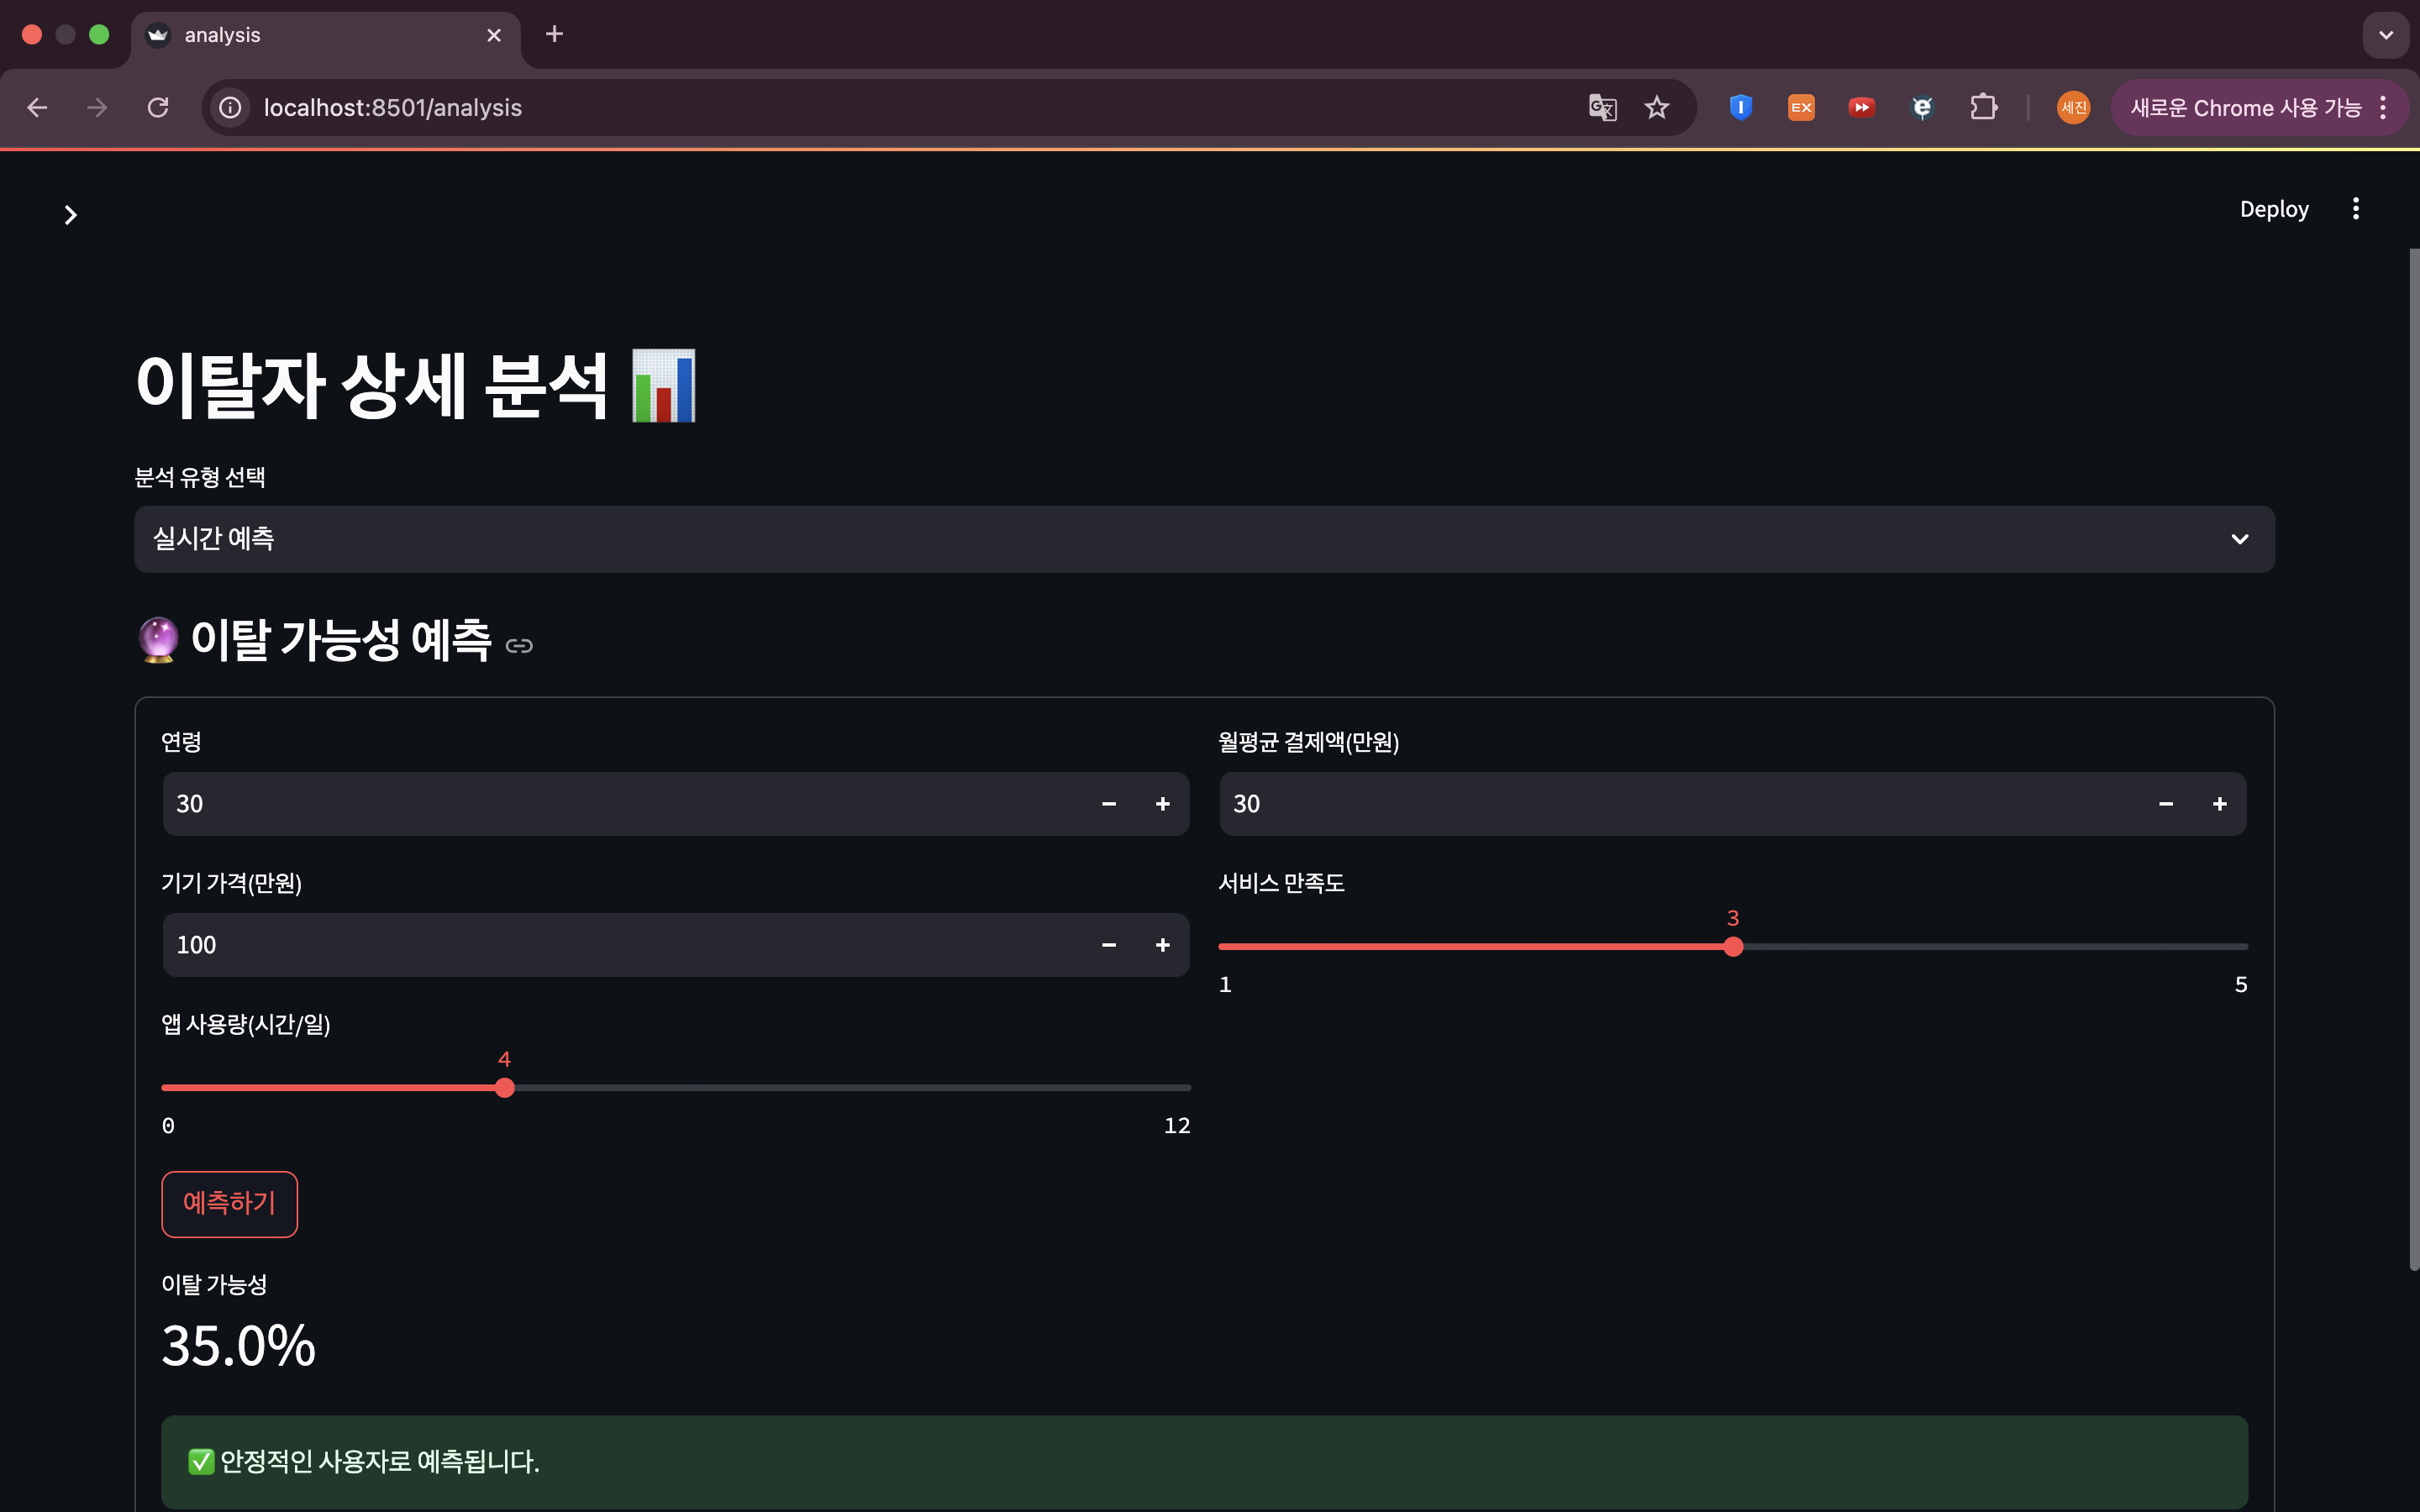 analysis
localhost:8501/analysis
EX
세진
새로운 Chrome 사용 가능
Deploy
이탈자 상세 분석 📊
분석 유형 선택
실시간 예측
🔮 이탈 가능성 예측
연령
30
월평균 결제액(만원)
30
기기 가격(만원)
100
서비스 만족도
3
1
5
앱 사용량(시간/일)
4
0
12
예측하기
이탈 가능성
35.0%
✅ 안정적인 사용자로 예측됩니다.